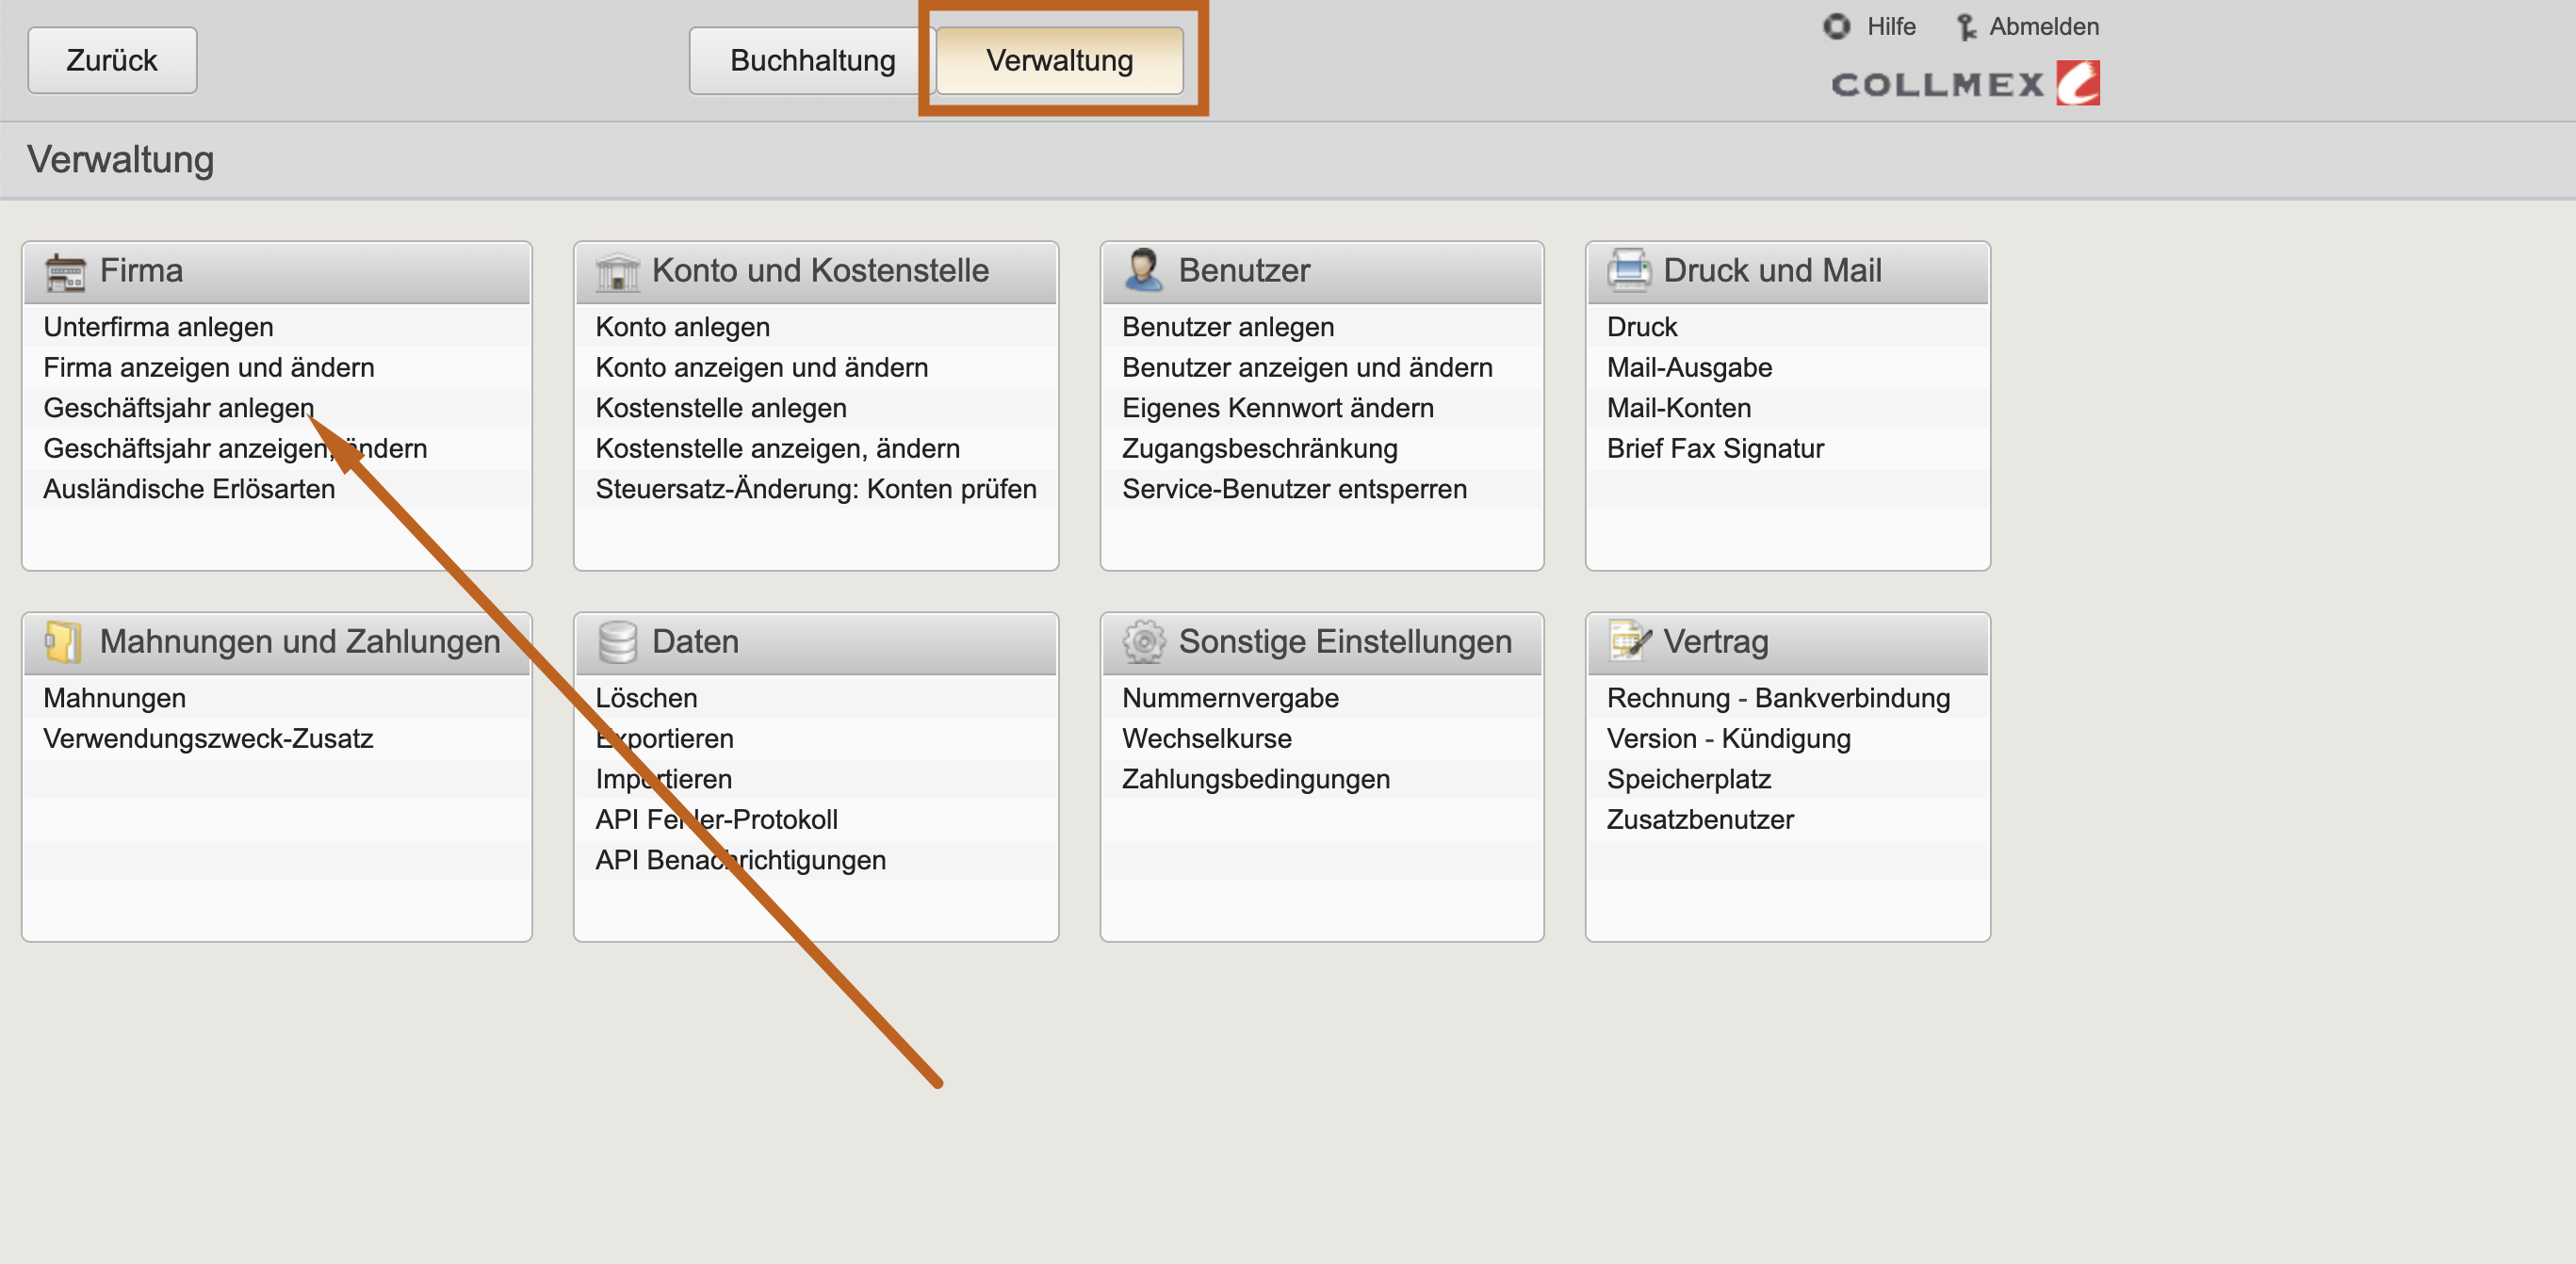 Zurück
Buchhaltung
Verwaltung
Hilfe
Abmelden
COLLMEX
Verwaltung
Firma
Unterfirma anlegen
Firma anzeigen und ändern
Geschäftsjahr anlegen
Geschäftsjahr anzeigen, ändern
Ausländische Erlösarten
Konto und Kostenstelle
Konto anlegen
Konto anzeigen und ändern
Kostenstelle anlegen
Kostenstelle anzeigen, ändern
Steuersatz-Änderung: Konten prüfen
Benutzer
Benutzer anlegen
Benutzer anzeigen und ändern
Eigenes Kennwort ändern
Zugangsbeschränkung
Service-Benutzer entsperren
Druck und Mail
Druck
Mail-Ausgabe
Mail-Konten
Brief Fax Signatur
Mahnungen und Zahlungen
Mahnungen
Verwendungszweck-Zusatz
Daten
Löschen
Exportieren
Importieren
API Fehler-Protokoll
API Benachrichtigungen
Sonstige Einstellungen
Nummernvergabe
Wechselkurse
Zahlungsbedingungen
Vertrag
Rechnung - Bankverbindung
Version - Kündigung
Speicherplatz
Zusatzbenutzer